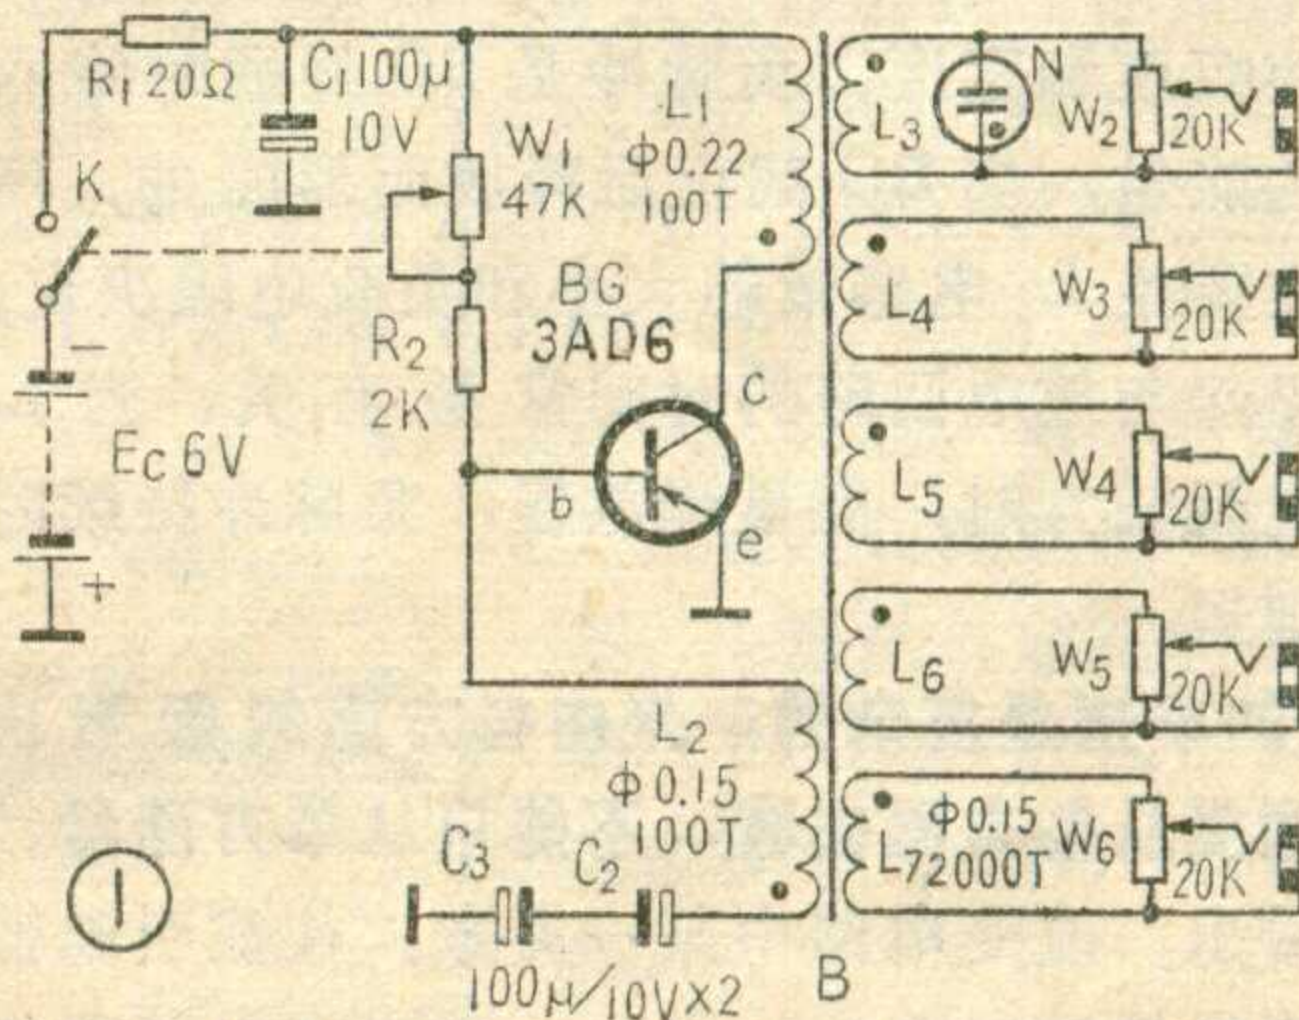 R₁ 20Ω
C₁ 100μ
10V
K
W₁
47K
L₁
ϕ0.22
100T
BG
3AD6
R₂
2K
b
c
e
−
Ec 6V
+
L₂
ϕ0.15
100T
C₃
C₂
100μ/10V×2
B
L₃
N
W₂
20K
L₄
W₃
20K
L₅
W₄
20K
L₆
W₅
20K
L₇
ϕ0.15
2000T
W₆
20K
①